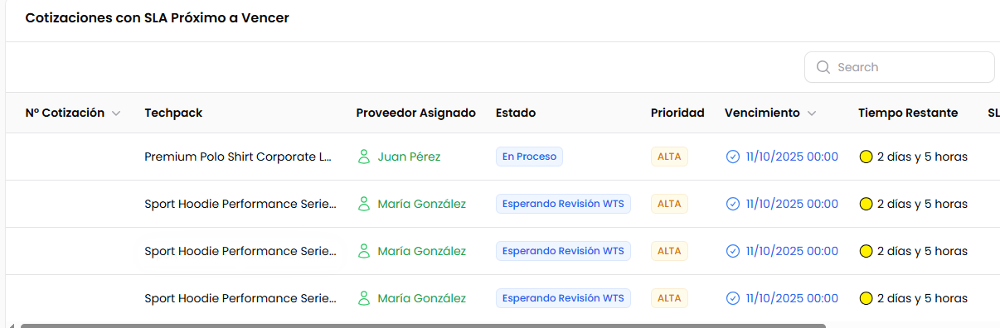 Cotizaciones con SLA Próximo a Vencer
Search
Nº Cotización Techpack Proveedor Asignado Estado Prioridad Vencimiento Tiempo Restante SL
Premium Polo Shirt Corporate L... Juan Pérez En Proceso ALTA 11/10/2025 00:00 2 días y 5 horas
Sport Hoodie Performance Serie... María González Esperando Revisión WTS ALTA 11/10/2025 00:00 2 días y 5 horas
Sport Hoodie Performance Serie... María González Esperando Revisión WTS ALTA 11/10/2025 00:00 2 días y 5 horas
Sport Hoodie Performance Serie... María González Esperando Revisión WTS ALTA 11/10/2025 00:00 2 días y 5 horas